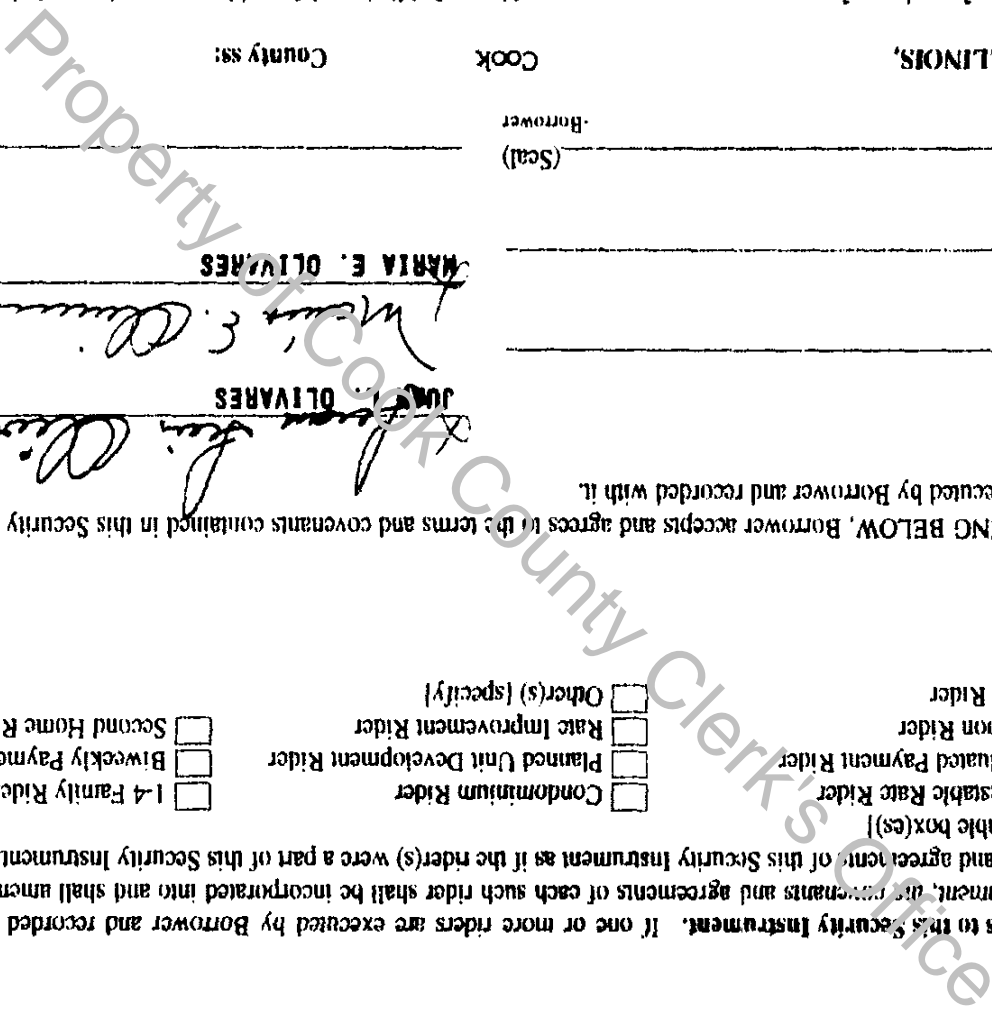 s to this Security Instrument. If one or more riders are executed by Borrower and recorded
ment, the covenants and agreements of each such rider shall be incorporated into and shall amen
and agreements of this Security Instrument as if the rider(s) were a part of this Security Instrument
ble box(es)]
stable Rate Rider Condominium Rider 1-4 Family Ride
duated Payment Rider Planned Unit Development Rider Biweekly Payme
oon Rider Rate Improvement Rider Second Home R
Rider Other(s) [specify]
NG BELOW, Borrower accepts and agrees to the terms and covenants contained in this Security
ecuted by Borrower and recorded with it.
OLIVARES
Maria E.
MARIA E. OLIVARES
(Seal)
-Borrower
LLINOIS, Cook County ss:
Property of Cook County Clerk's Office